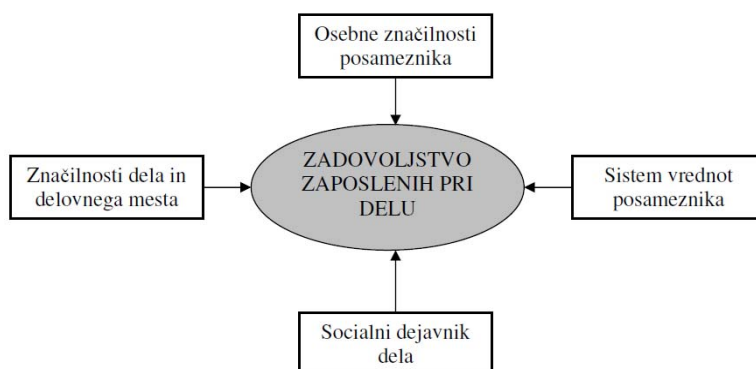 Osebne značilnosti
posameznika
ZADOVOLJSTVO
ZAPOSLENIH PRI
DELU
Značilnosti dela in
delovnega mesta
Sistem vrednot
posameznika
Socialni dejavnik
dela